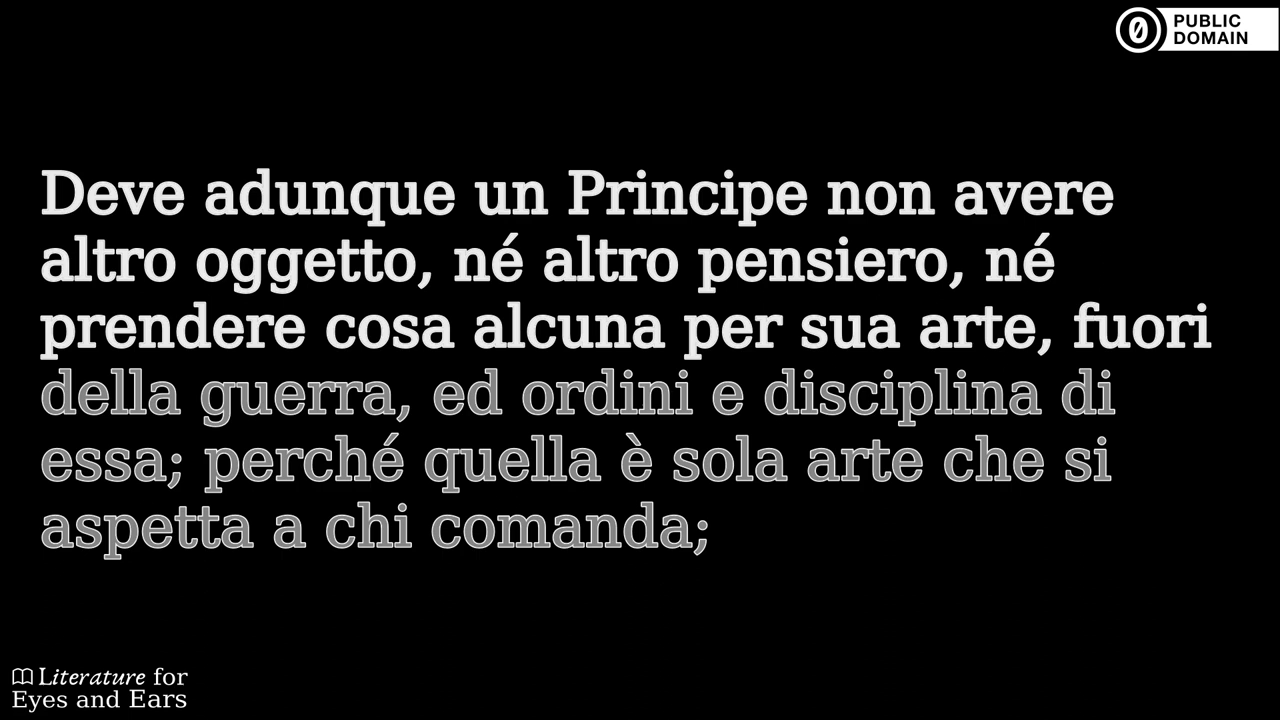 PUBLIC
DOMAIN
Deve adunque un Principe non avere
altro oggetto, né altro pensiero, né
prendere cosa alcuna per sua arte, fuori
della guerra, ed ordini e disciplina di
essa; perché quella è sola arte che si
aspetta a chi comanda;
Literature for
Eyes and Ears